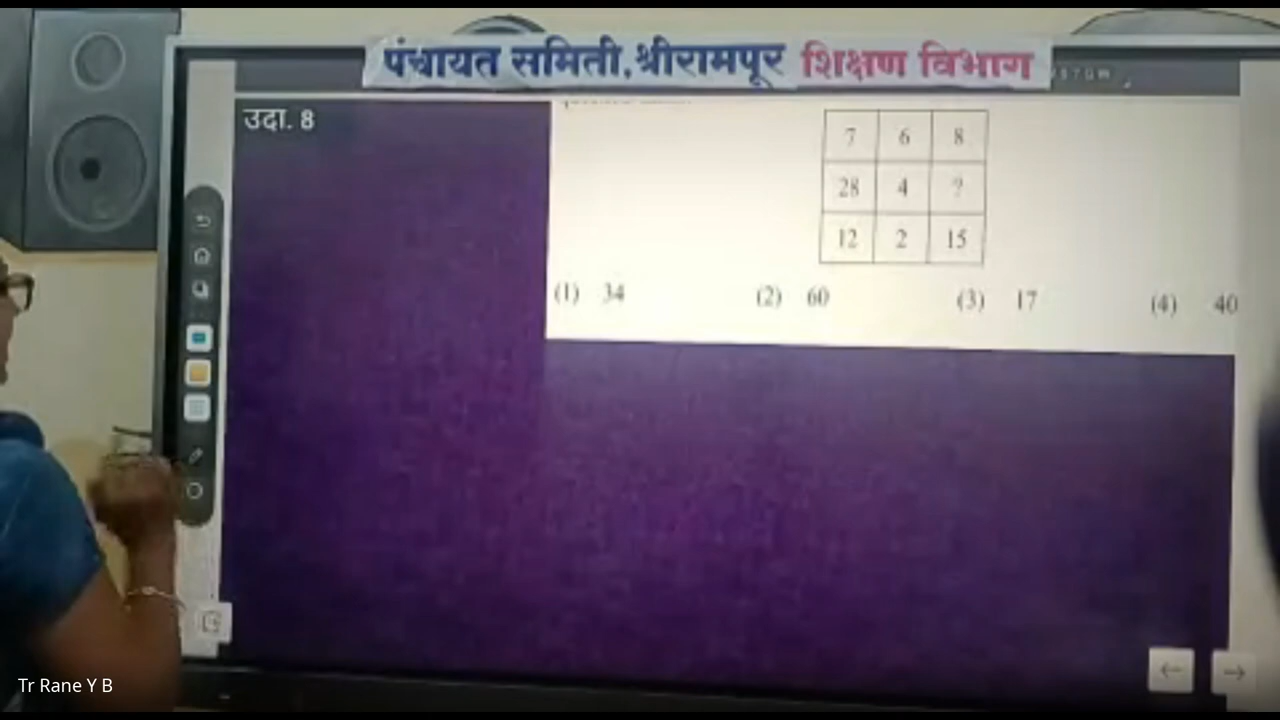 पंचायत समिती,श्रीरामपूर शिक्षण विभाग
उदा. 8
7 6 8
28 4 ?
12 2 15
(1) 34 (2) 60 (3) 17 (4) 40
Tr Rane Y B